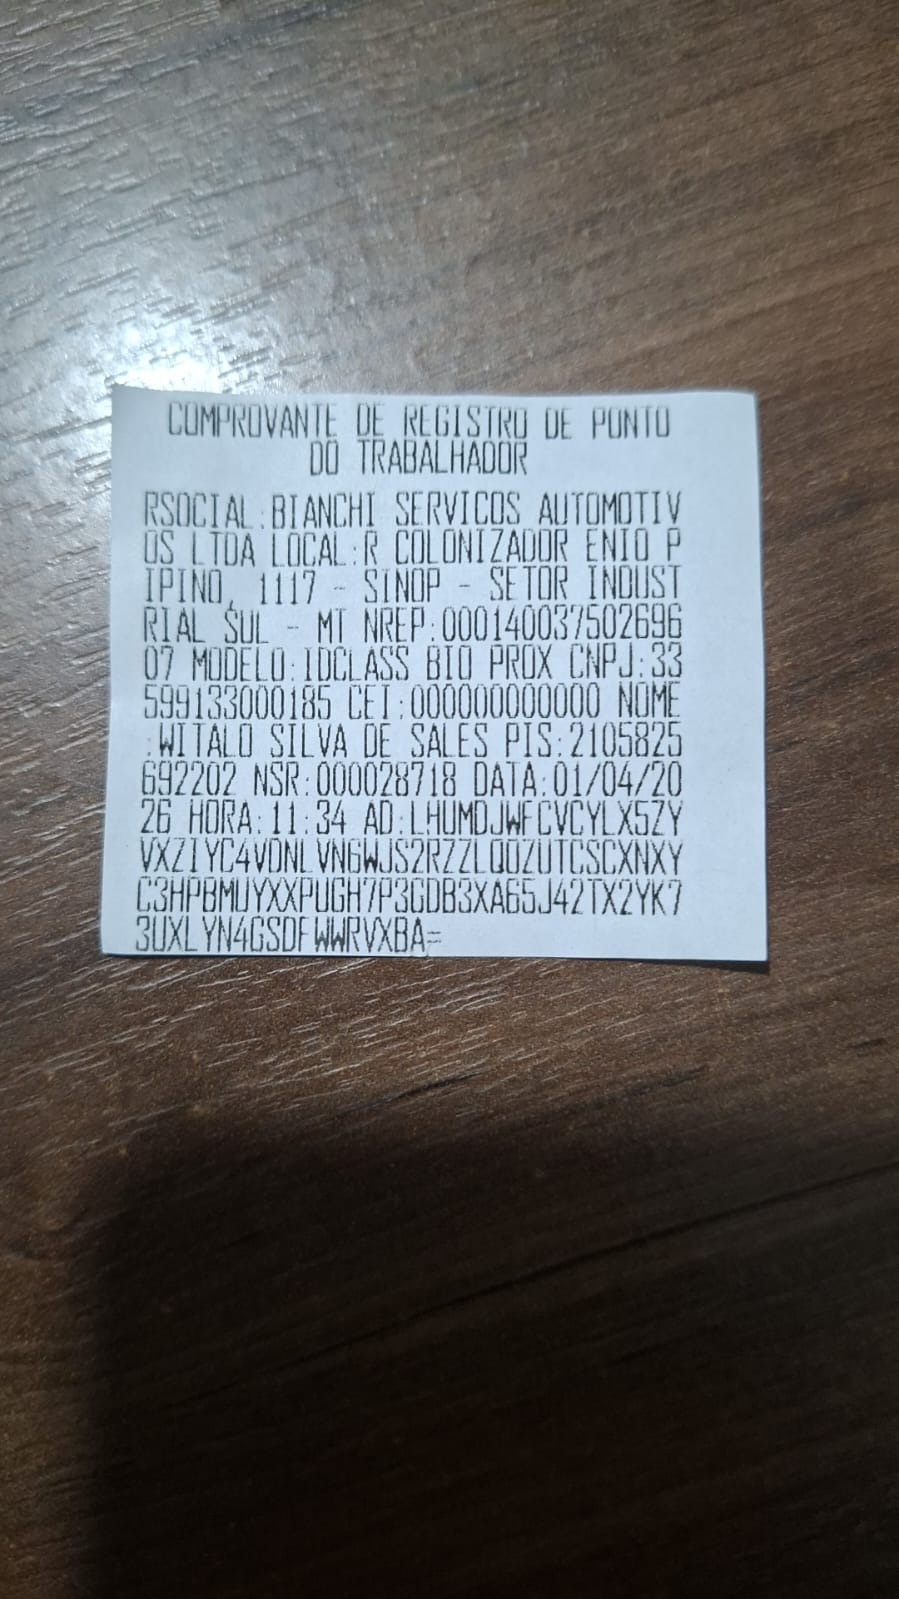 COMPROVANTE DE REGISTRO DE PONTO
DO TRABALHADOR
RSOCIAL:BIANCHI SERVICOS AUTOMOTIV
OS LTDA LOCAL:R COLONIZADOR ENIO P
IPINO, 1117 - SINOP - SETOR INDUST
RIAL SUL - MT NREP:000140037502696
07 MODELO:IDCLASS BIO PROX CNPJ:33
599133000185 CEI:000000000000 NOME
:WITALO SILVA DE SALES PIS:2105825
692202 NSR:000028718 DATA:01/04/20
26 HORA:11:34 AD:LHUMDJWFCVCYLX5ZY
VXZIYC4VDNLVNGWJS2RZZLQOZUTCSCXNXY
C3HPBMUYXXPUGH7P3GDB3XA65J42TX2YK7
3UXLYN4GSDFWWRVXBA=